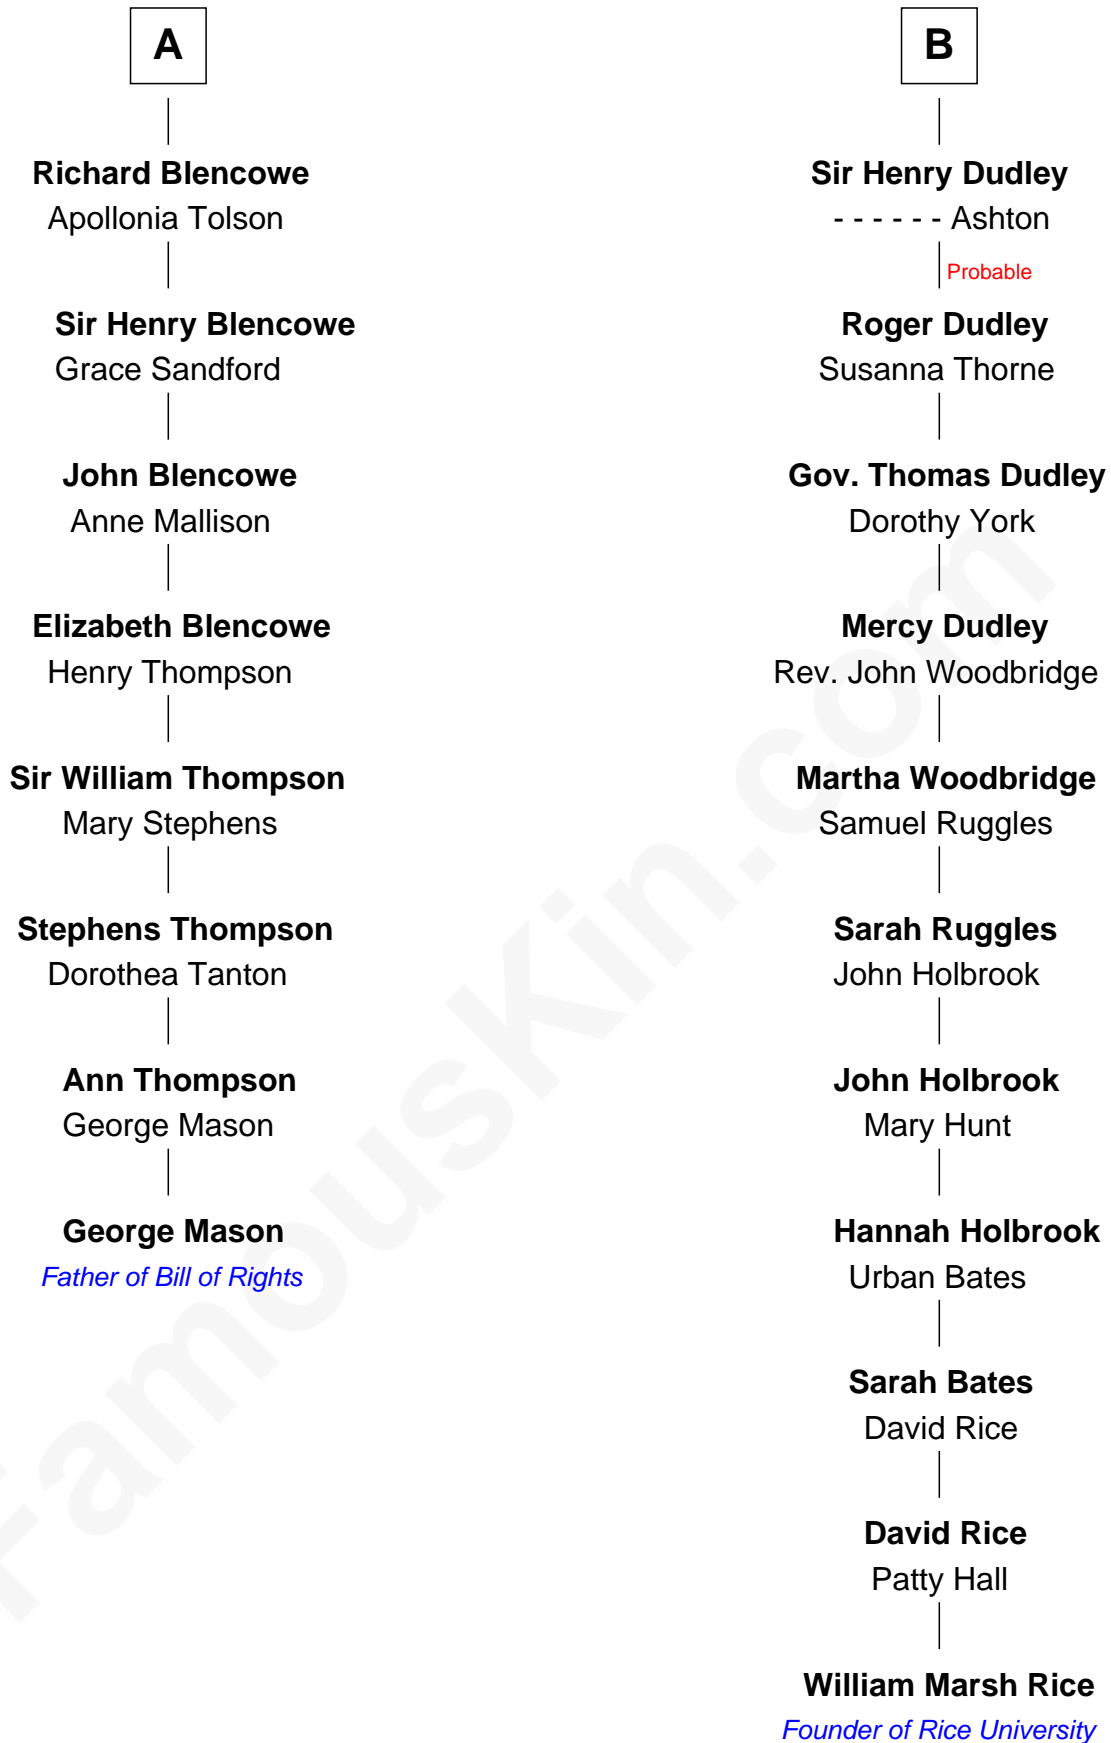 A
Richard Blencowe
Apollonia Tolson
Sir Henry Blencowe
Grace Sandford
John Blencowe
Anne Mallison
Elizabeth Blencowe
Henry Thompson
Sir William Thompson
Mary Stephens
Stephens Thompson
Dorothea Tanton
Ann Thompson
George Mason
George Mason
Father of Bill of Rights
B
Sir Henry Dudley
- - - - - - Ashton
Probable
Roger Dudley
Susanna Thorne
Gov. Thomas Dudley
Dorothy York
Mercy Dudley
Rev. John Woodbridge
Martha Woodbridge
Samuel Ruggles
Sarah Ruggles
John Holbrook
John Holbrook
Mary Hunt
Hannah Holbrook
Urban Bates
Sarah Bates
David Rice
David Rice
Patty Hall
William Marsh Rice
Founder of Rice University
FamousKin.com